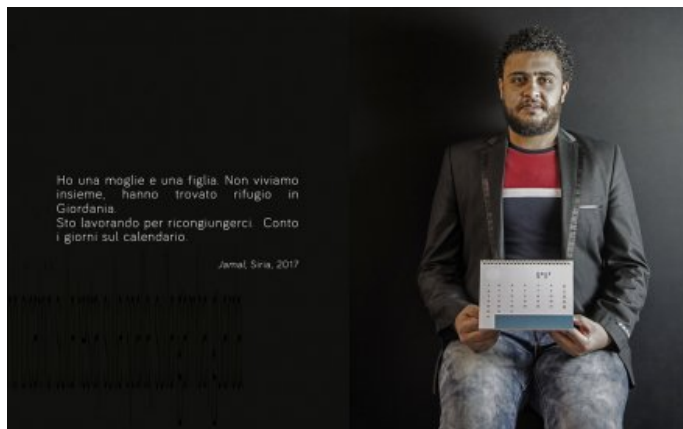 Ho una moglie e una figlia. Non viviamo
insieme, hanno trovato rifugio in
Giordania.
Sto lavorando per ricongiungerci. Conto
i giorni sul calendario.
Jamal, Siria, 2017